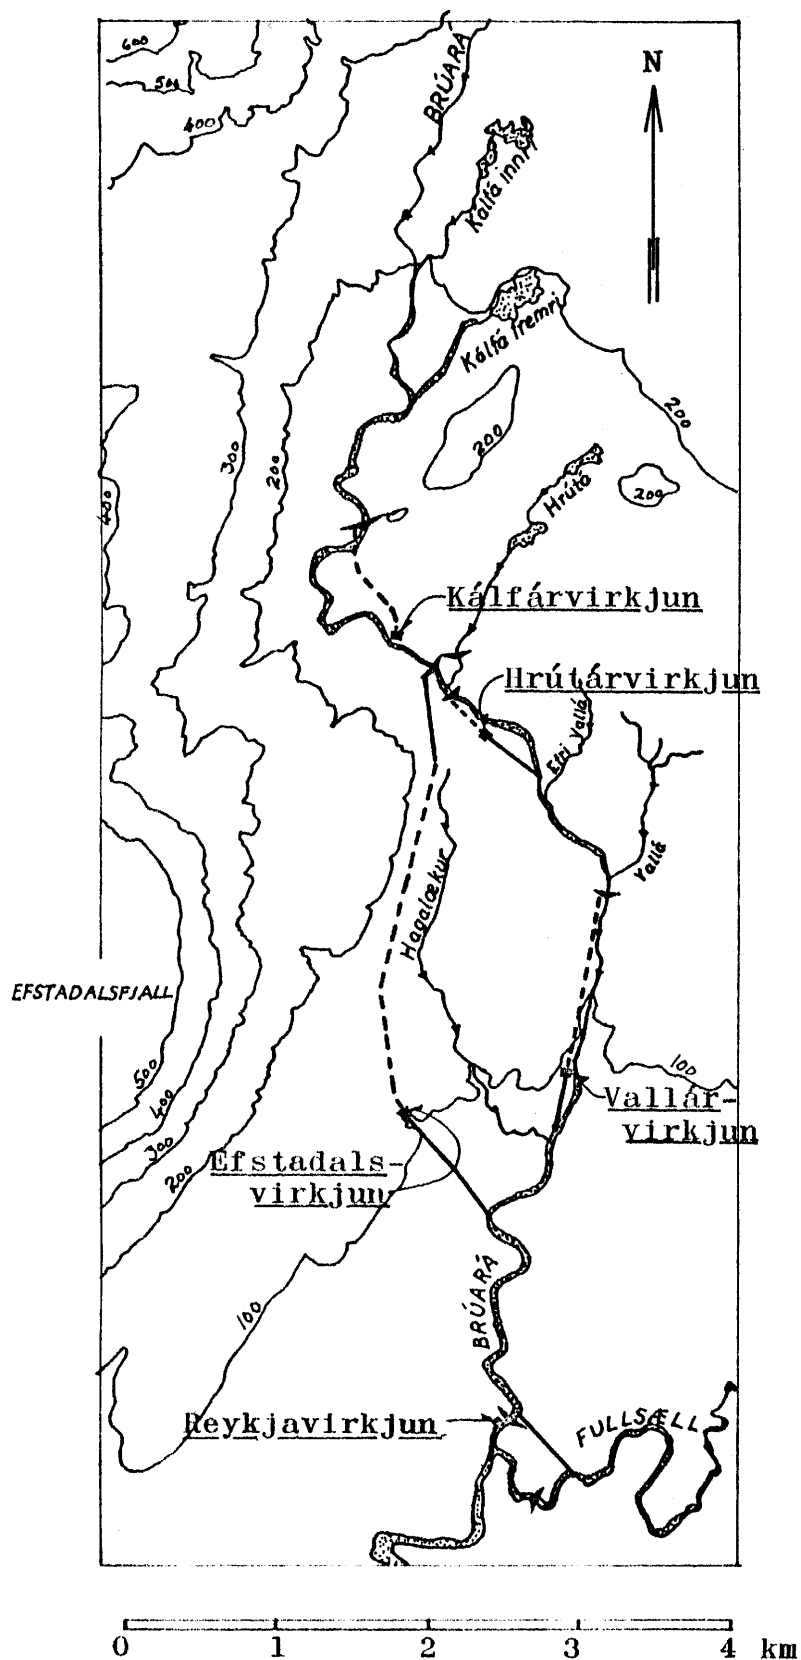 600
500
400
BRÚARÁ
N
Kálfá innri
Kálfá fremri
200
200
300
200
400
Hrútá
200
Kálfárvirkjun
Hrútárvirkjun
Efri Vallá
Vallá
Hagalækur
EFSTADALSFJALL
500
400
300
200
100
Vallár-
virkjun
Efstadals-
virkjun
BRÚARÁ
100
Reykjavirkjun
FULLSÆLL
0 1 2 3 4 km